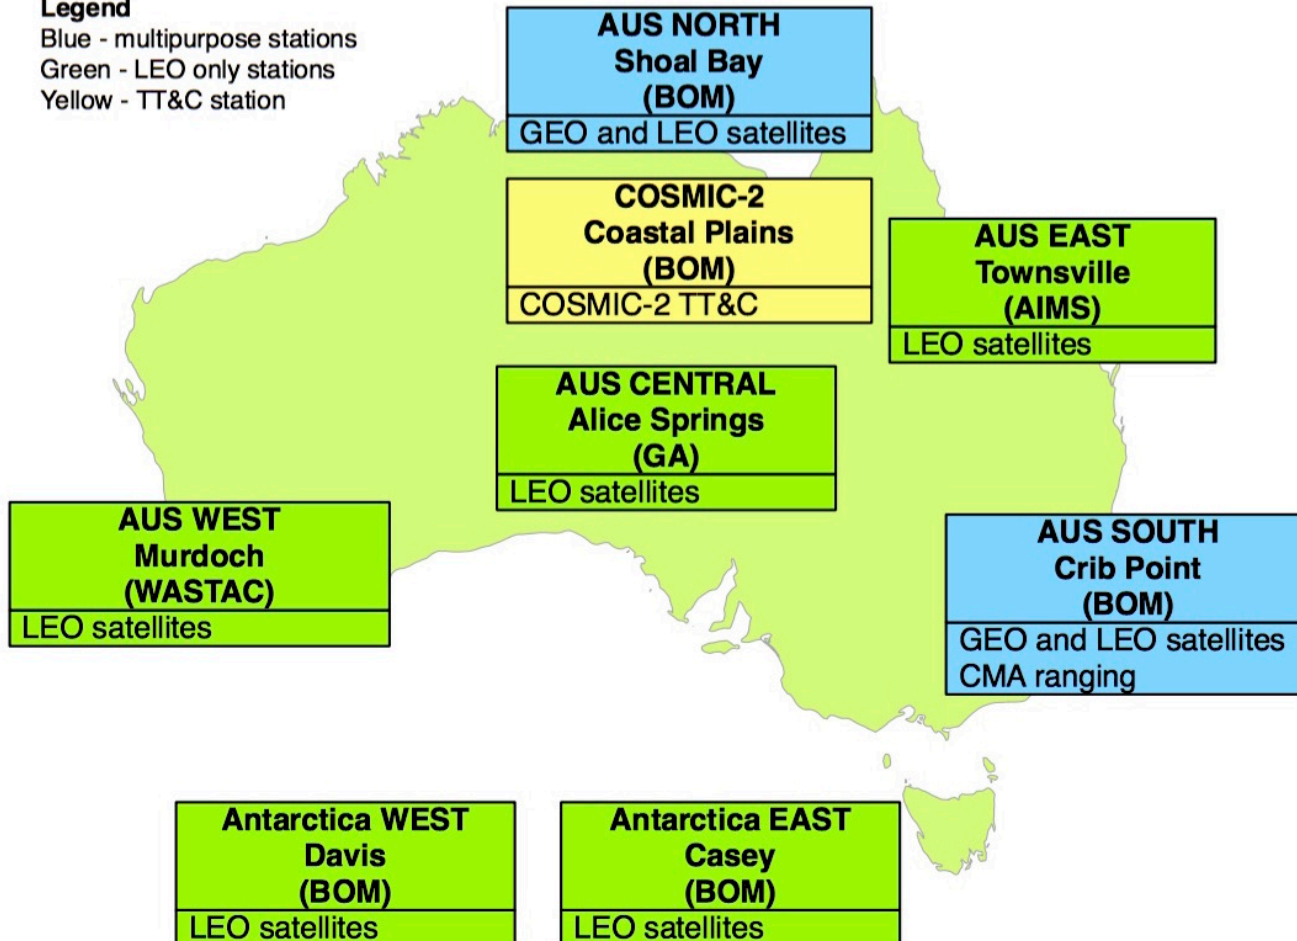 Legend
Blue - multipurpose stations
Green - LEO only stations
Yellow - TT&C station
AUS NORTH
Shoal Bay
(BOM)
GEO and LEO satellites
COSMIC-2
Coastal Plains
(BOM)
COSMIC-2 TT&C
AUS EAST
Townsville
(AIMS)
LEO satellites
AUS CENTRAL
Alice Springs
(GA)
LEO satellites
AUS WEST
Murdoch
(WASTAC)
LEO satellites
AUS SOUTH
Crib Point
(BOM)
GEO and LEO satellites
CMA ranging
Antarctica WEST
Davis
(BOM)
LEO satellites
Antarctica EAST
Casey
(BOM)
LEO satellites